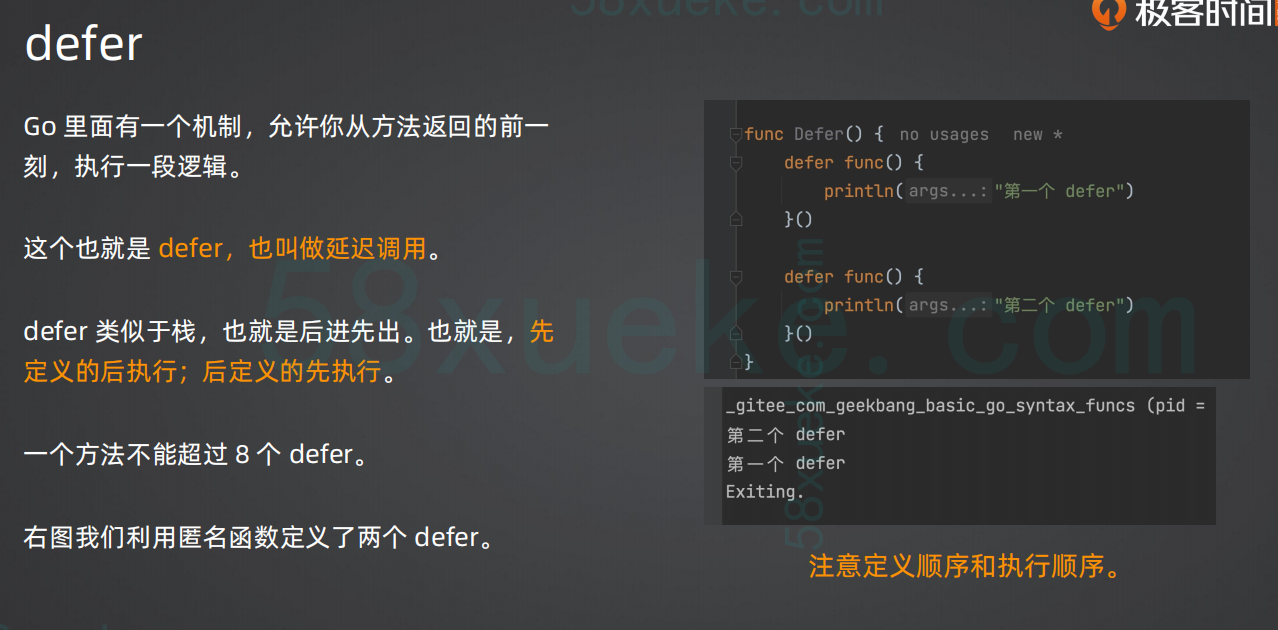 58xueke. com
极客时间
defer
Go 里面有一个机制，允许你从方法返回的前一
刻，执行一段逻辑。
这个也就是 defer，也叫做延迟调用。
defer 类似于栈，也就是后进先出。也就是，先
定义的后执行；后定义的先执行。
一个方法不能超过 8 个 defer。
右图我们利用匿名函数定义了两个 defer。
func Defer() { no usages new *
defer func() {
println(args...:"第一个 defer")
}()
defer func() {
println(args...:"第二个 defer")
}()
}
_gitee_com_geekbang_basic_go_syntax_funcs (pid =
第二个 defer
第一个 defer
Exiting.
注意定义顺序和执行顺序。
58xueke. com
58xueke.com